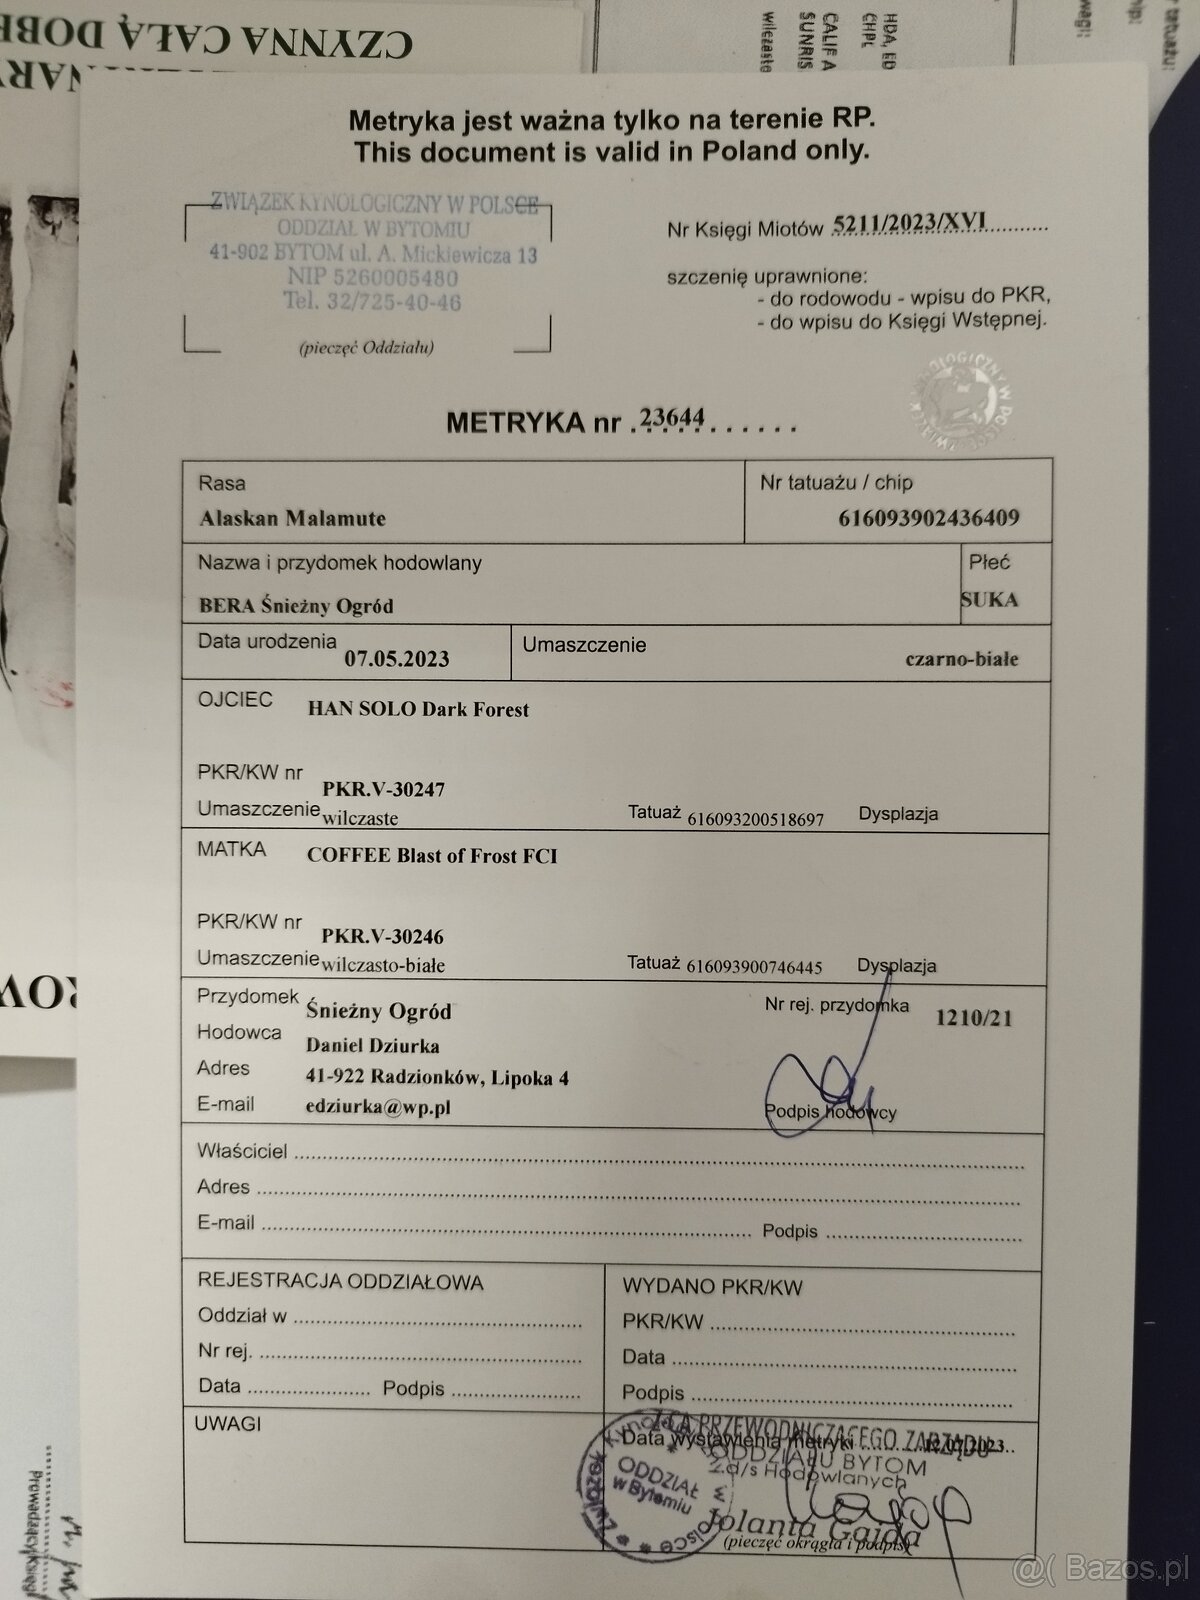 CZYNNA CAŁĄ DOBĘ
HDA, ED
CHPL
CALIF A
SUNRIS
wilczaste
Metryka jest ważna tylko na terenie RP.
This document is valid in Poland only.
ZWIĄZEK KYNOLOGICZNY W POLSCE
ODDZIAŁ W BYTOMIU
41-902 BYTOM ul. A. Mickiewicza 13
NIP 5260005480
Tel. 32/725-40-46
(pieczęć Oddziału)
Nr Księgi Miotów 5211/2023/XVI
szczenię uprawnione:
- do rodowodu - wpisu do PKR,
- do wpisu do Księgi Wstępnej.
METRYKA nr 23644
Rasa
Alaskan Malamute
Nr tatuażu / chip
616093902436409
Nazwa i przydomek hodowlany
BERA Śnieżny Ogród
Płeć
SUKA
Data urodzenia 07.05.2023
Umaszczenie czarno-białe
OJCIEC HAN SOLO Dark Forest
PKR/KW nr PKR.V-30247
Umaszczenie wilczaste Tatuaż 616093200518697 Dysplazja
MATKA COFFEE Blast of Frost FCI
PKR/KW nr PKR.V-30246
Umaszczenie wilczasto-białe Tatuaż 616093900746445 Dysplazja
Przydomek Śnieżny Ogród Nr rej. przydomka 1210/21
Hodowca Daniel Dziurka
Adres 41-922 Radzionków, Lipoka 4
E-mail edziurka@wp.pl Podpis hodowcy
Właściciel
Adres
E-mail Podpis
REJESTRACJA ODDZIAŁOWA
Oddział w
Nr rej.
Data Podpis
WYDANO PKR/KW
PKR/KW
Data
Podpis
UWAGI
Z-CA PRZEWODNICZĄCEGO ZARZĄDU
Data wystawienia metryki 12.07.2023
ODDZIAŁU BYTOM
Z d/s Hodowlanych
Jolanta Gajda
(pieczęć okrągła i podpis)
ODDZIAŁ
w Bytomiu
@( Bazos.pl